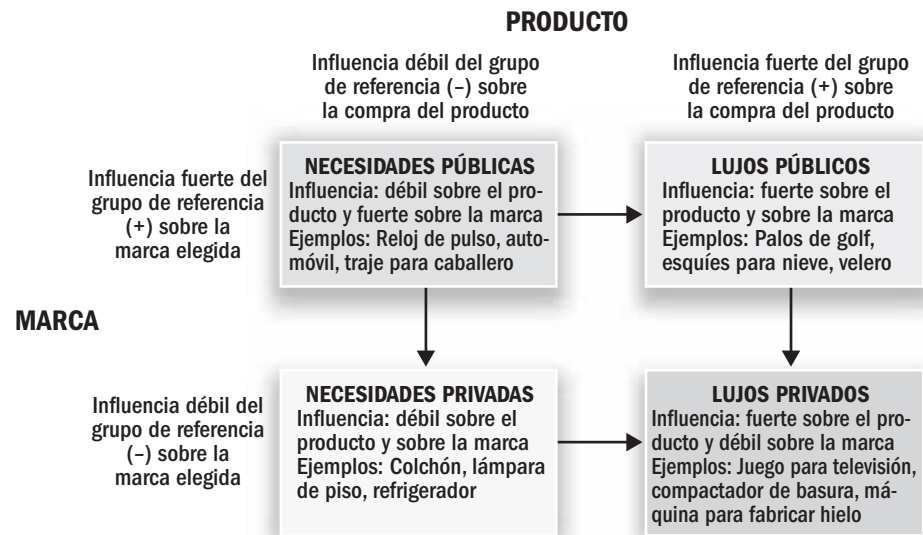 PRODUCTO
Influencia débil del grupo
de referencia (–) sobre
la compra del producto
Influencia fuerte del grupo
de referencia (+) sobre
la compra del producto
Influencia fuerte del
grupo de referencia
(+) sobre la
marca elegida
NECESIDADES PÚBLICAS
Influencia: débil sobre el pro-
ducto y fuerte sobre la marca
Ejemplos: Reloj de pulso, auto-
móvil, traje para caballero
LUJOS PÚBLICOS
Influencia: fuerte sobre el
producto y sobre la marca
Ejemplos: Palos de golf,
esquíes para nieve, velero
MARCA
Influencia débil del
grupo de referencia
(–) sobre la
marca elegida
NECESIDADES PRIVADAS
Influencia: débil sobre el
producto y sobre la marca
Ejemplos: Colchón, lámpara
de piso, refrigerador
LUJOS PRIVADOS
Influencia: fuerte sobre el pro-
ducto y débil sobre la marca
Ejemplos: Juego para televisión,
compactador de basura, má-
quina para fabricar hielo